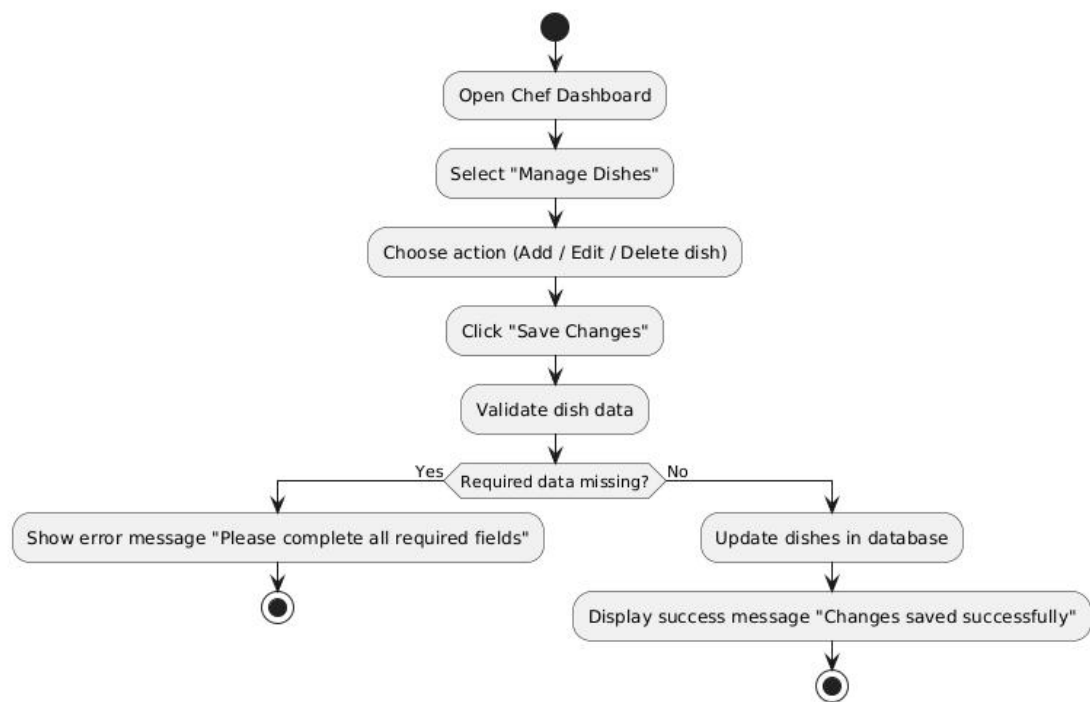 Open Chef Dashboard
Select "Manage Dishes"
Choose action (Add / Edit / Delete dish)
Click "Save Changes"
Validate dish data
Yes
Required data missing?
No
Show error message "Please complete all required fields"
Update dishes in database
Display success message "Changes saved successfully"